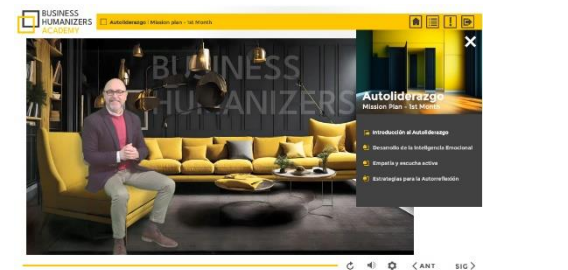 BUSINESS
HUMANIZERS
ACADEMY
Autoliderazgo | Mission plan - 1st Month
BUSINESS
HUMANIZERS
Autoliderazgo
Mission Plan - 1st Month
Introducción al Autoliderazgo
Desarrollo de la Inteligencia Emocional
Empatía y escucha activa
Estrategias para la Autorreflexión
< ANT
SIG >